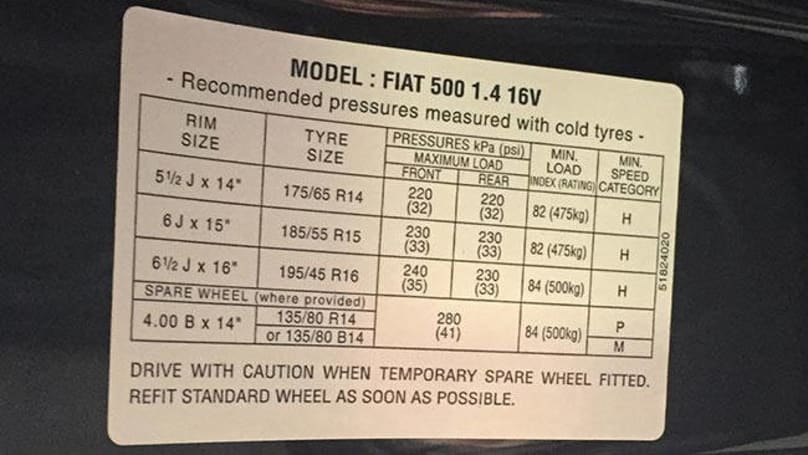 MODEL : FIAT 500 1.4 16V
- Recommended pressures measured with cold tyres -
RIM SIZE TYRE SIZE PRESSURES kPa (psi) MAXIMUM LOAD FRONT REAR MIN. LOAD INDEX (RATING) MIN. SPEED CATEGORY
5½ J x 14" 175/65 R14 220 (32) 220 (32) 82 (475kg) H
6 J x 15" 185/55 R15 230 (33) 230 (33) 82 (475kg) H
6½ J x 16" 195/45 R16 240 (35) 230 (33) 84 (500kg) H
SPARE WHEEL (where provided)
4.00 B x 14" 135/80 R14 280 (41) 84 (500kg) P
or 135/80 B14 M
51824020
DRIVE WITH CAUTION WHEN TEMPORARY SPARE WHEEL FITTED.
REFIT STANDARD WHEEL AS SOON AS POSSIBLE.